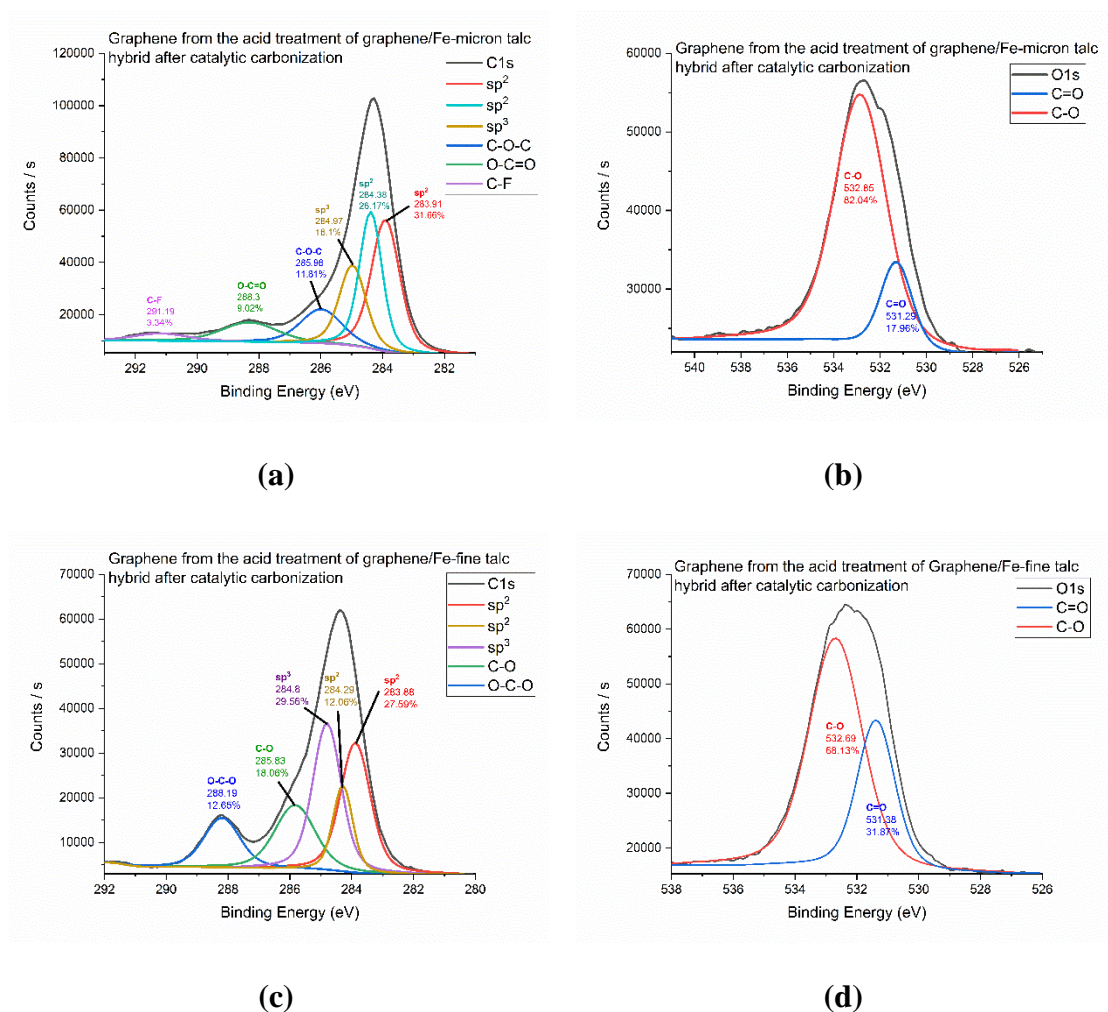 Graphene from the acid treatment of graphene/Fe-micron talc
hybrid after catalytic carbonization
120000
100000
80000
60000
40000
20000
Counts / s
C1s
sp²
sp²
sp³
C-O-C
O-C=O
C-F
sp²
283.91
31.66%
sp²
284.38
26.17%
sp³
284.97
18.1%
C-O-C
285.98
11.81%
O-C=O
288.3
9.02%
C-F
291.19
3.34%
292 290 288 286 284 282
Binding Energy (eV)
(a)
Graphene from the acid treatment of graphene/Fe-micron talc
hybrid after catalytic carbonization
60000
50000
40000
30000
Counts / s
O1s
C=O
C-O
C-O
532.85
82.04%
C=O
531.29
17.96%
540 538 536 534 532 530 528 526
Binding Energy (eV)
(b)
Graphene from the acid treatment of graphene/Fe-fine talc
hybrid after catalytic carbonization
70000
60000
50000
40000
30000
20000
10000
Counts / s
C1s
sp²
sp²
sp³
C-O
O-C-O
sp³
284.8
29.56%
sp²
284.29
12.06%
sp²
283.88
27.59%
C-O
285.83
18.06%
O-C-O
288.19
12.65%
292 290 288 286 284 282 280
Binding Energy (eV)
(c)
Graphene from the acid treatment of Graphene/Fe-fine talc
hybrid after catalytic carbonization
70000
60000
50000
40000
30000
20000
Counts / s
O1s
C=O
C-O
C-O
532.69
68.13%
C=O
531.38
31.87%
538 536 534 532 530 528 526
Binding Energy (eV)
(d)